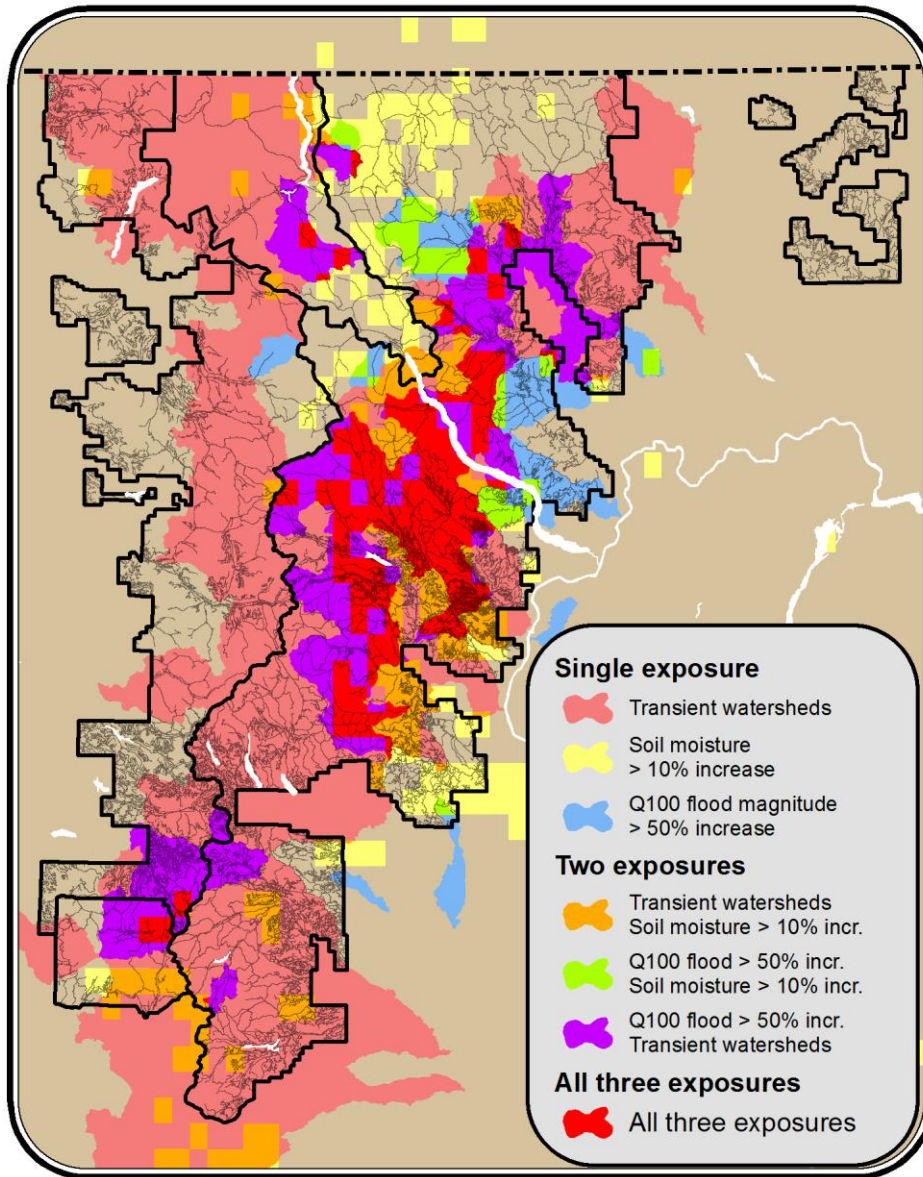 Single exposure
Transient watersheds
Soil moisture
> 10% increase
Q100 flood magnitude
> 50% increase
Two exposures
Transient watersheds
Soil moisture > 10% incr.
Q100 flood > 50% incr.
Soil moisture > 10% incr.
Q100 flood > 50% incr.
Transient watersheds
All three exposures
All three exposures